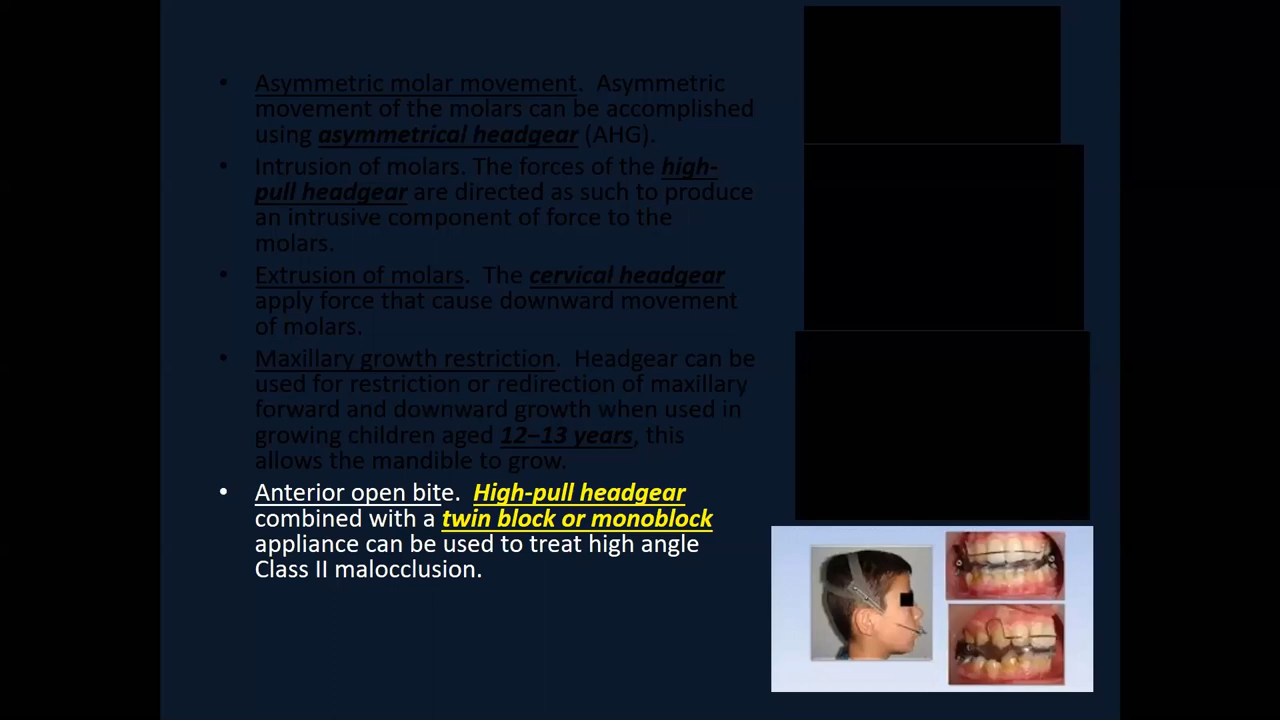 • Asymmetric molar movement.  Asymmetric
movement of the molars can be accomplished
using asymmetrical headgear (AHG).
• Intrusion of molars. The forces of the high-
pull headgear are directed as such to produce
an intrusive component of force to the
molars.
• Extrusion of molars.  The cervical headgear
apply force that cause downward movement
of molars.
• Maxillary growth restriction.  Headgear can be
used for restriction or redirection of maxillary
forward and downward growth when used in
growing children aged 12–13 years, this
allows the mandible to grow.
• Anterior open bite.  High-pull headgear
combined with a twin block or monoblock
appliance can be used to treat high angle
Class II malocclusion.